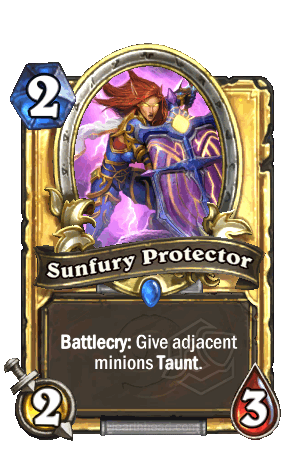 2
Sunfury Protector
Battlecry: Give adjacent
minions Taunt.
2
3